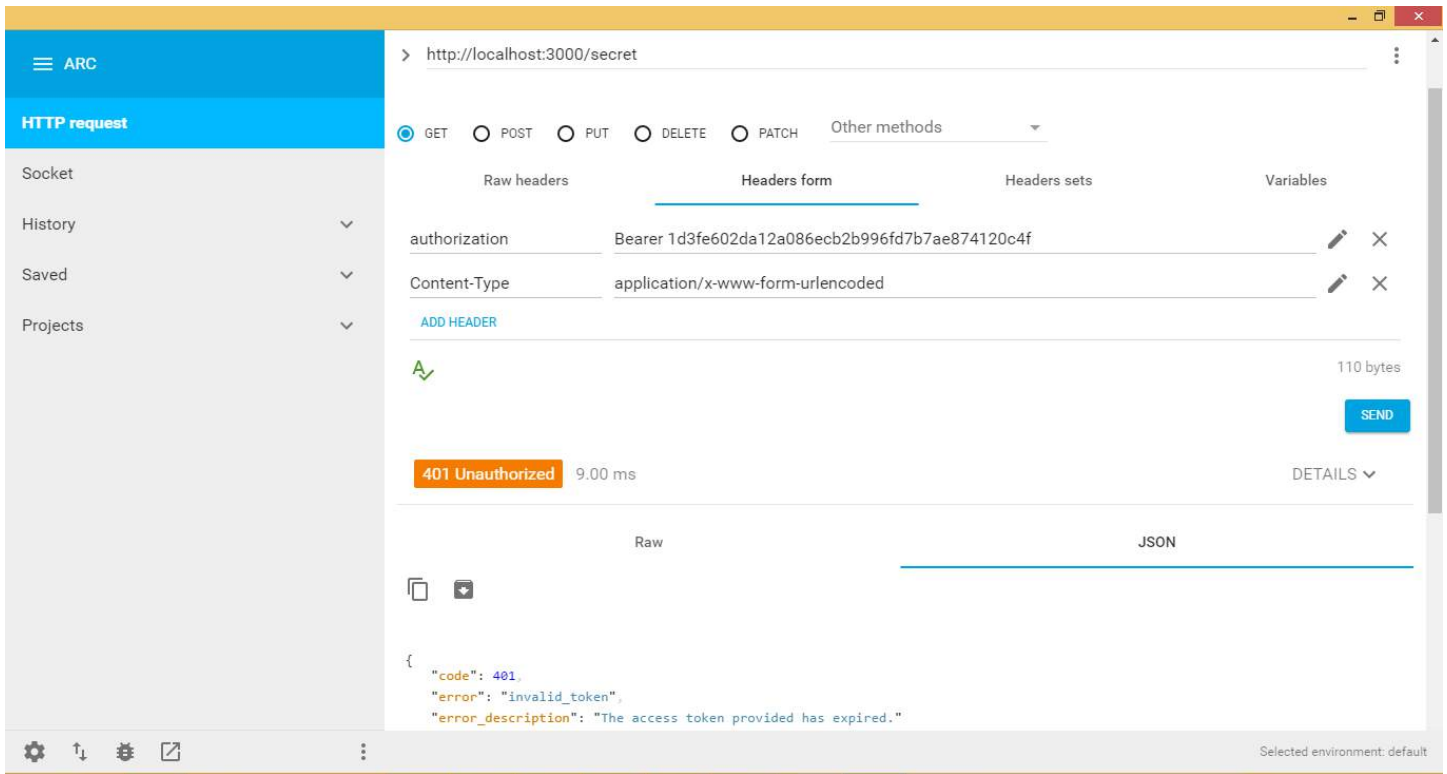 ARC
HTTP request
Socket
History
Saved
Projects
http://localhost:3000/secret
GET POST PUT DELETE PATCH Other methods
Raw headers Headers form Headers sets Variables
authorization Bearer 1d3fe602da12a086ecb2b996fd7b7ae874120c4f
Content-Type application/x-www-form-urlencoded
ADD HEADER
110 bytes
SEND
401 Unauthorized 9.00 ms DETAILS
Raw JSON
{
"code": 401,
"error": "invalid_token",
"error_description": "The access token provided has expired."
Selected environment: default